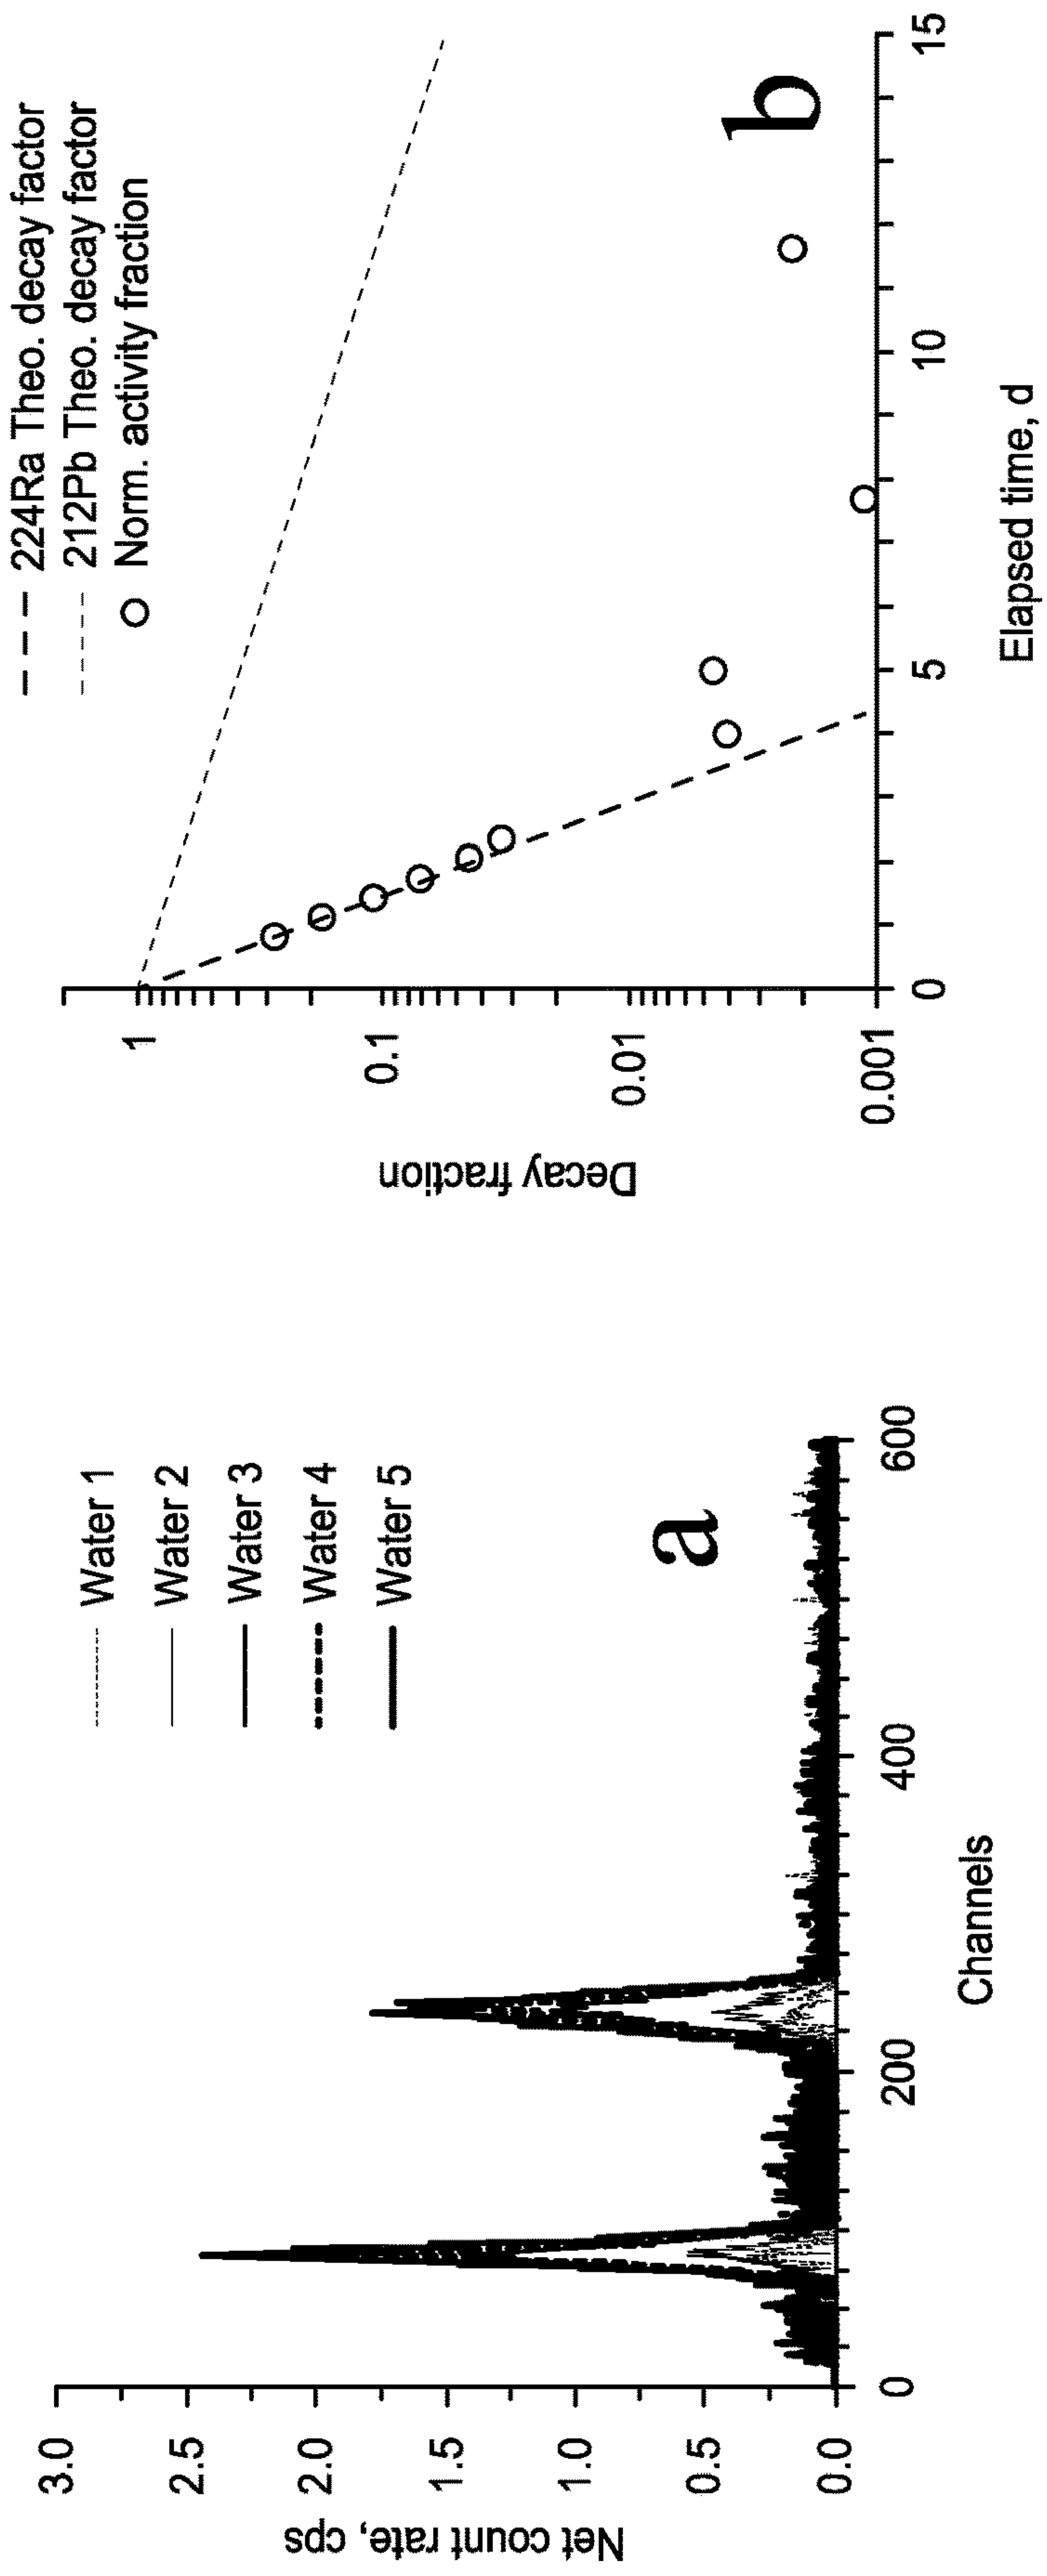 3.0
2.5
2.0
1.5
1.0
0.5
0.0
Net count rate, cps
0
200
400
600
Channels
Water 1
Water 2
Water 3
Water 4
Water 5
a
1
0.1
0.01
0.001
Decay fraction
0
5
10
15
Elapsed time, d
224Ra Theo. decay factor
212Pb Theo. decay factor
Norm. activity fraction
b